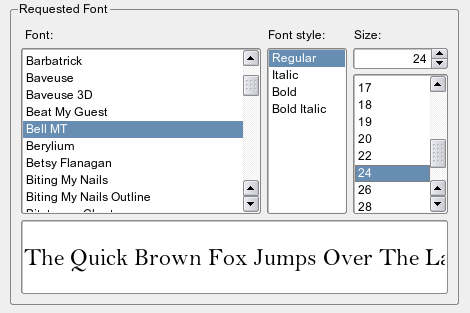 Requested Font
Font: Font style: Size:
Regular 24
Barbatrick
Baveuse Italic 17
Baveuse 3D Bold 18
Beat My Guest Bold Italic 19
Bell MT 20
Berylium 22
Betsy Flanagan 24
Biting My Nails 26
Biting My Nails Outline 28
The Quick Brown Fox Jumps Over The La